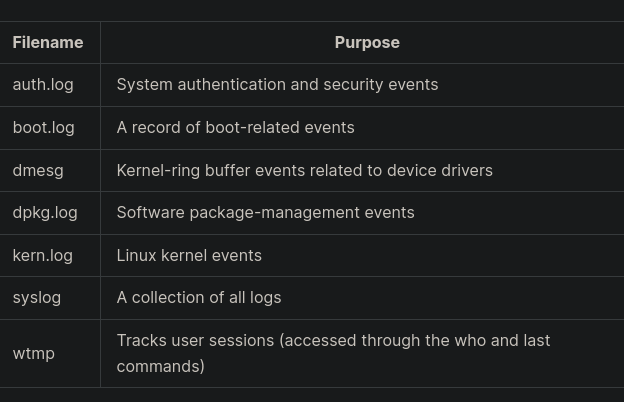 Filename Purpose
auth.log System authentication and security events
boot.log A record of boot-related events
dmesg Kernel-ring buffer events related to device drivers
dpkg.log Software package-management events
kern.log Linux kernel events
syslog A collection of all logs
wtmp Tracks user sessions (accessed through the who and last
commands)